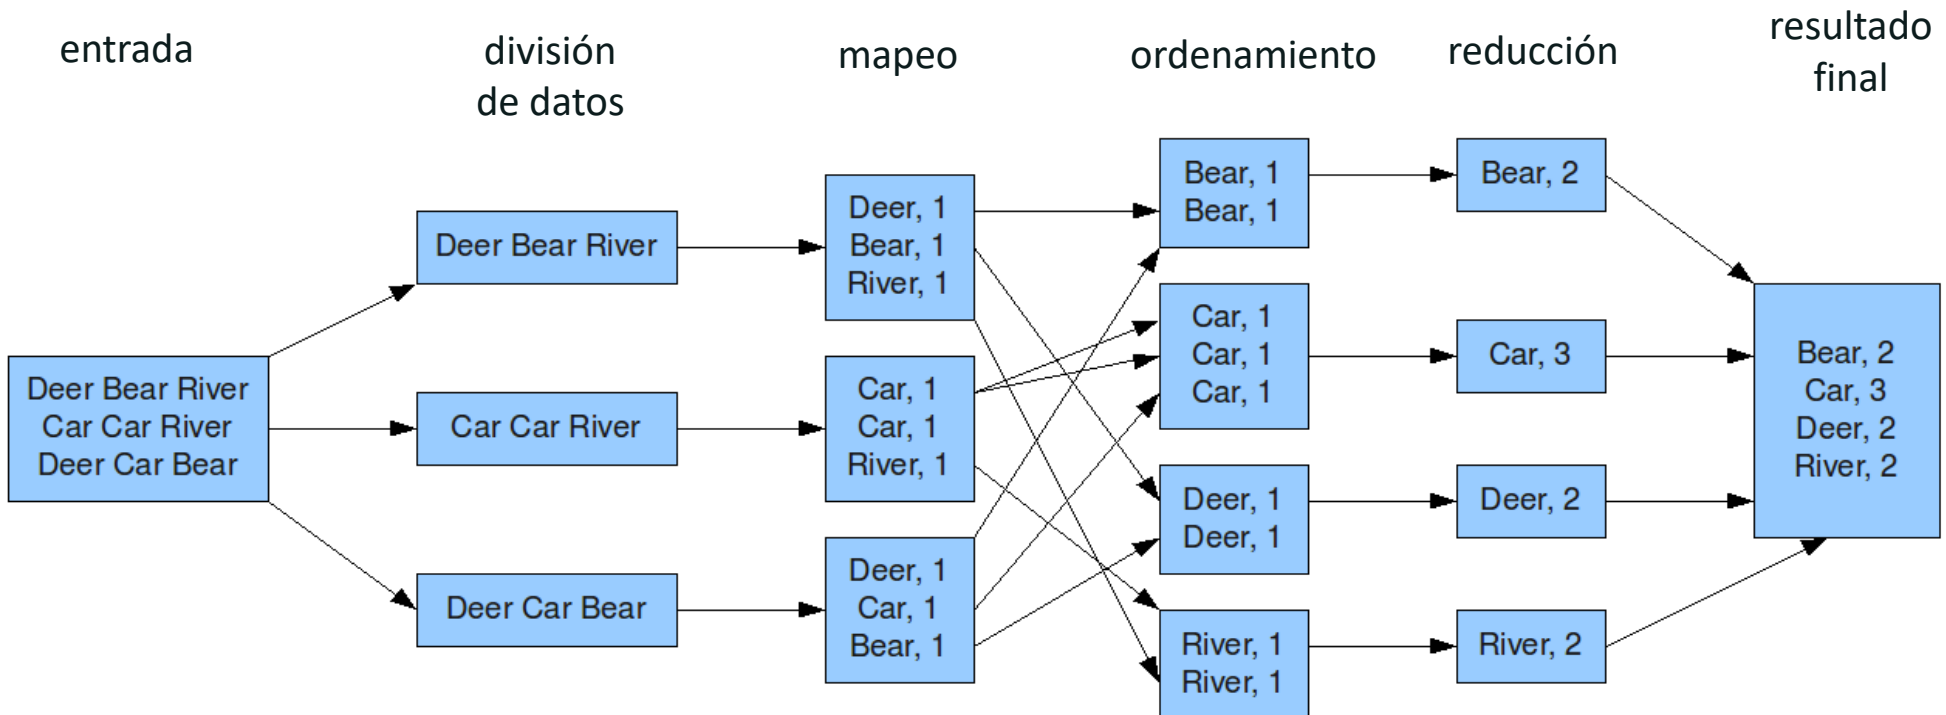 entrada
división
de datos
mapeo
ordenamiento
reducción
resultado
final
Deer Bear River
Car Car River
Deer Car Bear
Deer Bear River
Car Car River
Deer Car Bear
Deer, 1
Bear, 1
River, 1
Car, 1
Car, 1
River, 1
Deer, 1
Car, 1
Bear, 1
Bear, 1
Bear, 1
Car, 1
Car, 1
Car, 1
Deer, 1
Deer, 1
River, 1
River, 1
Bear, 2
Car, 3
Deer, 2
River, 2
Bear, 2
Car, 3
Deer, 2
River, 2